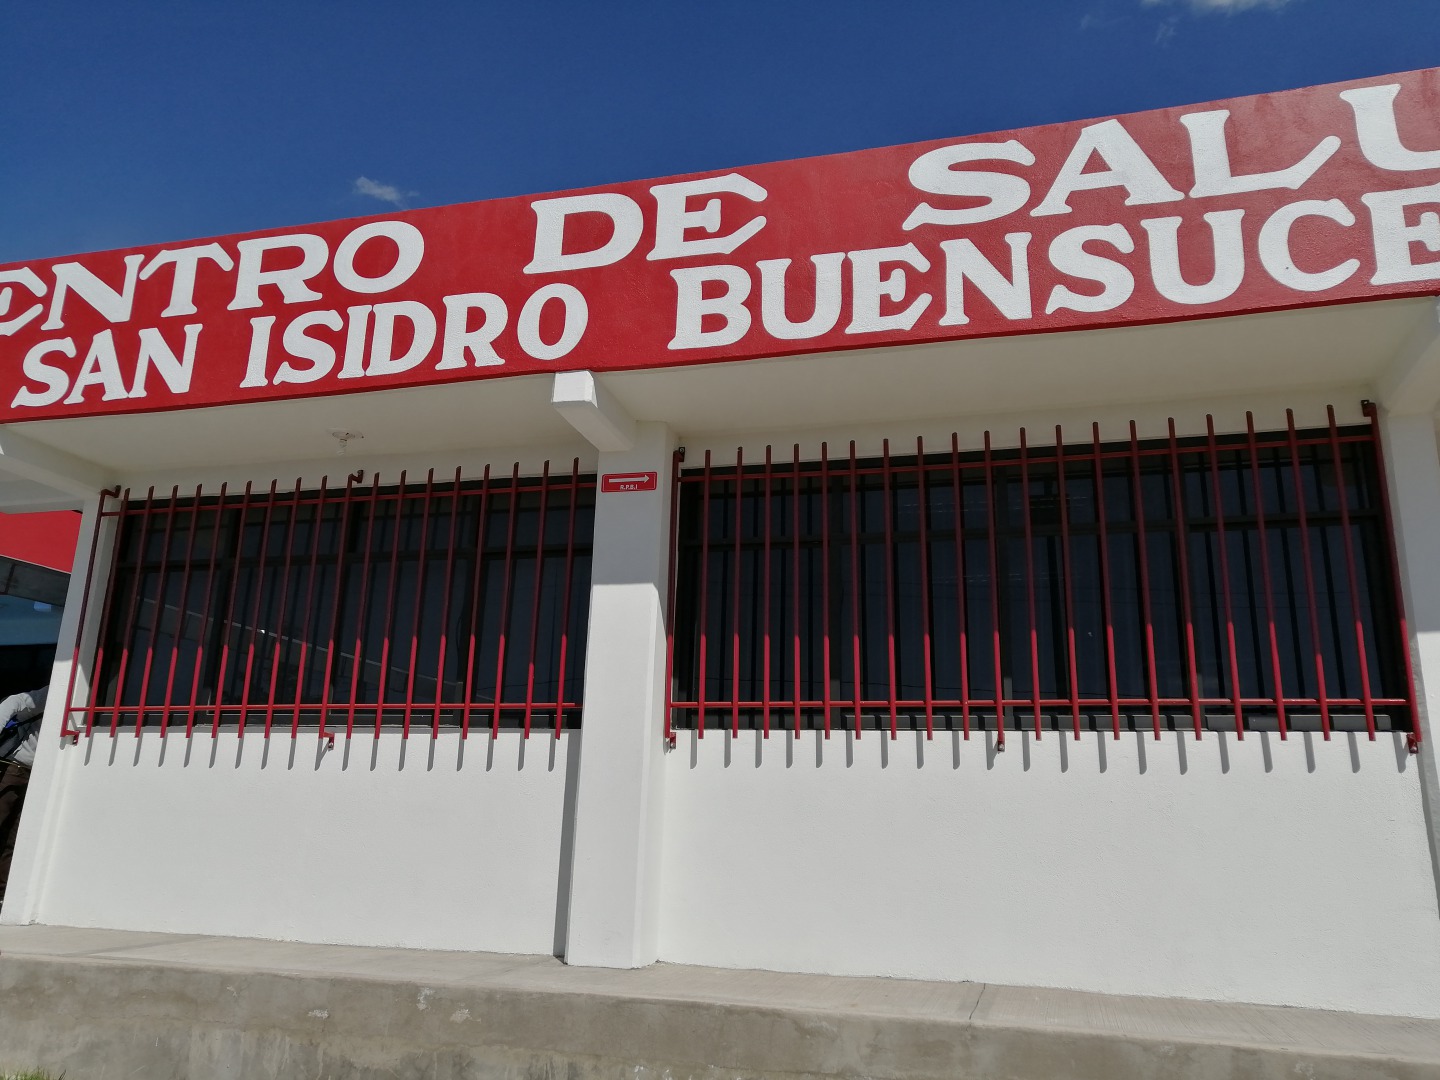 ENTRO DE SALU
SAN ISIDRO BUENSUCE
R.P.B.I